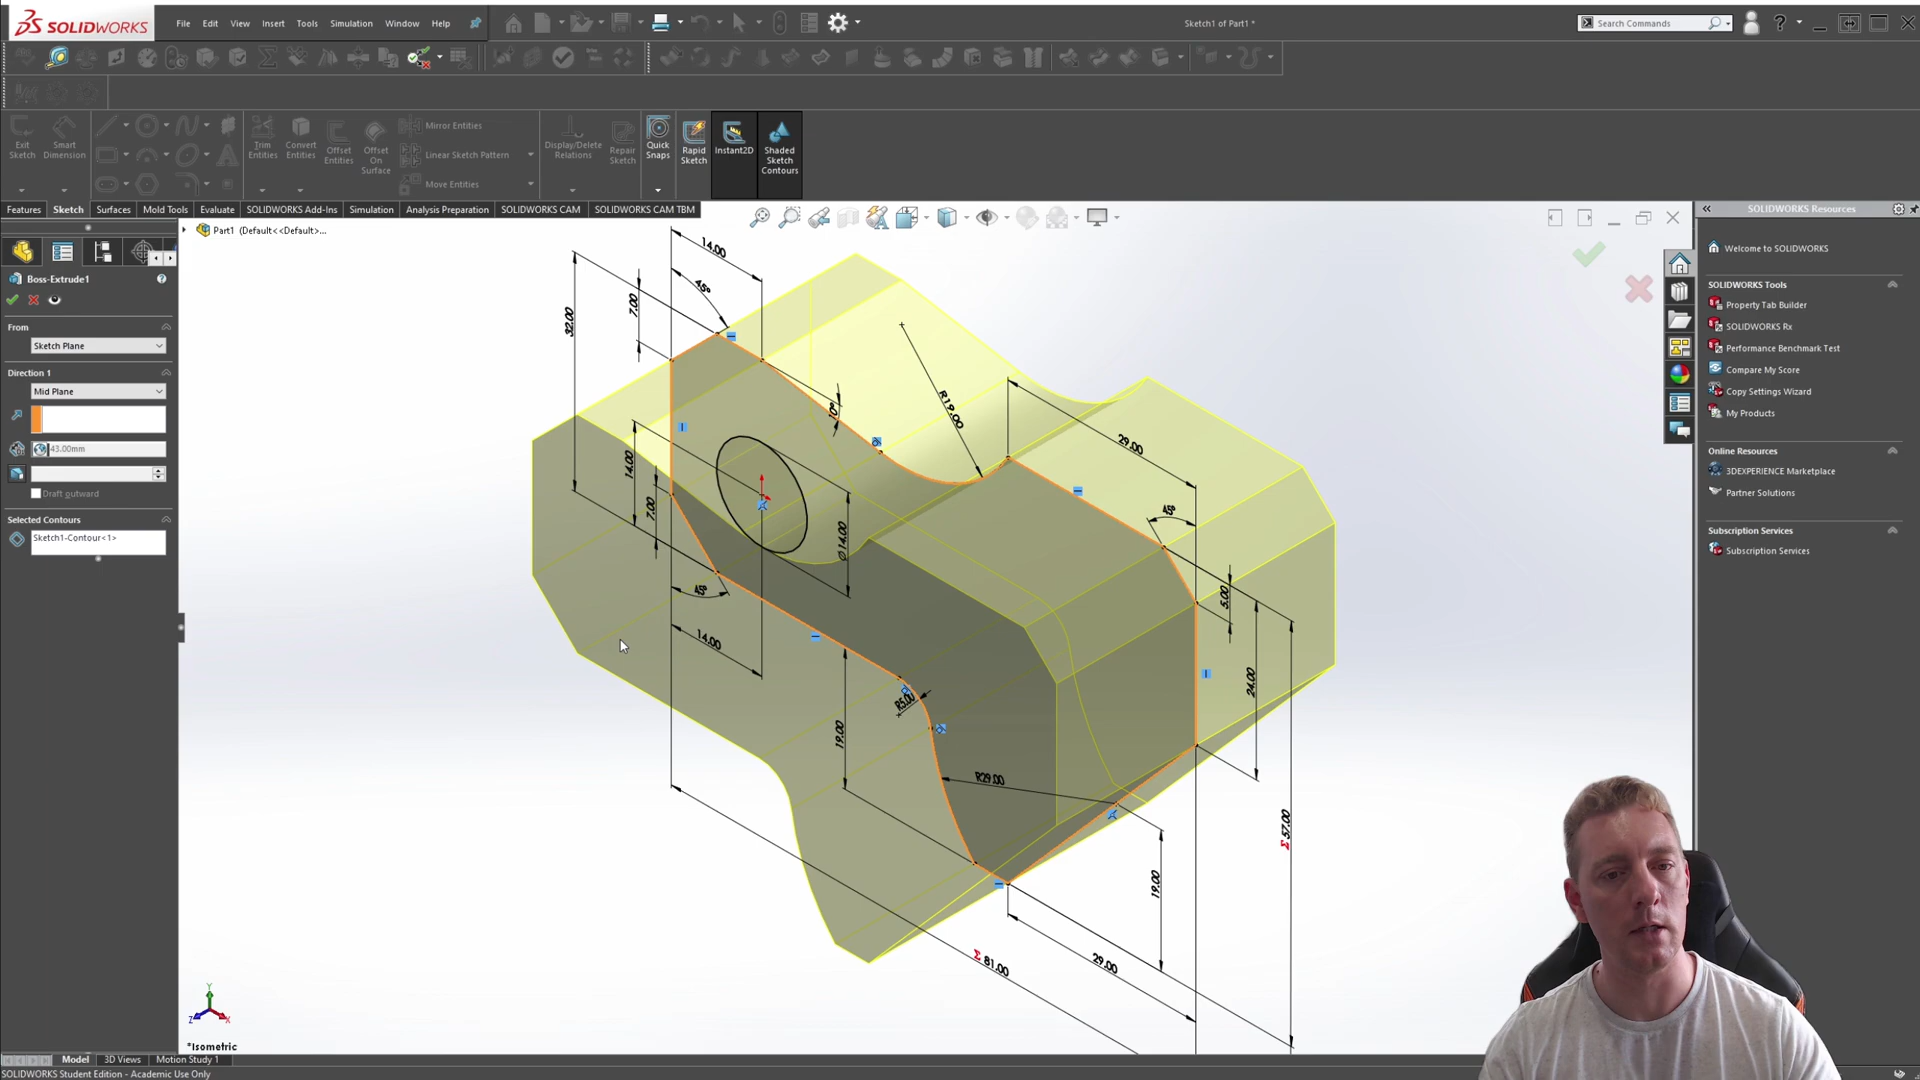 SOLIDWORKS
File Edit View Insert Tools Simulation Window Help
Sketch1 of Part1 *
Search Commands
Exit Sketch
Smart Dimension
Trim Entities
Convert Entities
Offset Entities
Offset On Surface
Mirror Entities
Linear Sketch Pattern
Move Entities
Display/Delete Relations
Repair Sketch
Quick Snaps
Rapid Sketch
Instant2D
Shaded Sketch Contours
Features Sketch Surfaces Mold Tools Evaluate SOLIDWORKS Add-Ins Simulation Analysis Preparation SOLIDWORKS CAM SOLIDWORKS CAM TBM
Part1 (Default<<Default>...
Boss-Extrude1
From
Sketch Plane
Direction 1
Mid Plane
43.00mm
Draft outward
Selected Contours
Sketch1-Contour<1>
14.00
45°
7.00
32.00
10°
R19.00
29.00
14.00
7.00
Ø14.00
45°
45°
5.00
14.00
R5.00
19.00
R29.00
24.00
Σ 57.00
19.00
29.00
Σ 81.00
Y
Z
X
*Isometric
SOLIDWORKS Resources
Welcome to SOLIDWORKS
SOLIDWORKS Tools
Property Tab Builder
SOLIDWORKS Rx
Performance Benchmark Test
Compare My Score
Copy Settings Wizard
My Products
Online Resources
3DEXPERIENCE Marketplace
Partner Solutions
Subscription Services
Subscription Services
Model 3D Views Motion Study 1
SOLIDWORKS Student Edition - Academic Use Only